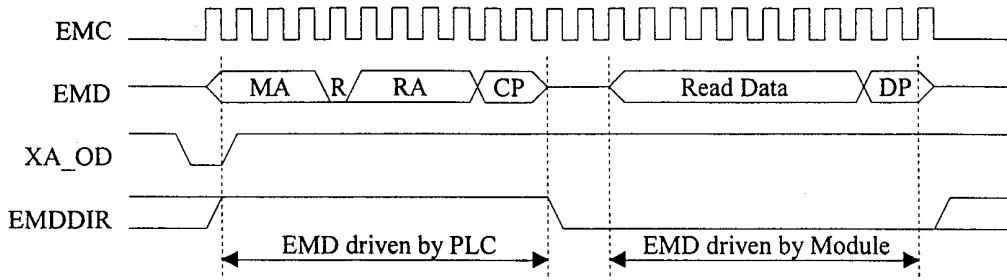 EMC
EMD MA R RA CP Read Data DP
XA_OD
EMDDIR
EMD driven by PLC EMD driven by Module